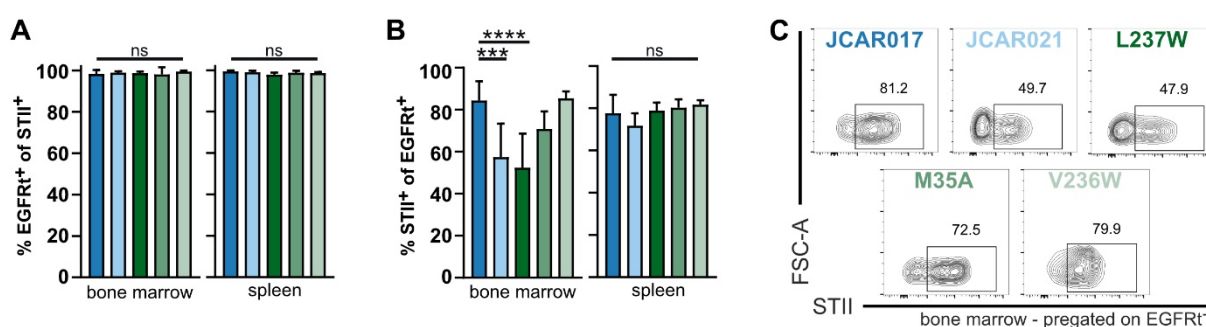 A
ns
ns
% EGFRt+ of STII+
100
80
60
40
20
0
bone marrow
spleen
B
****
***
ns
% STII+ of EGFRt+
100
80
60
40
20
0
bone marrow
spleen
C
JCAR017
JCAR021
L237W
81.2
49.7
47.9
M35A
V236W
72.5
79.9
FSC-A
STII
bone marrow - pregated on EGFRt+